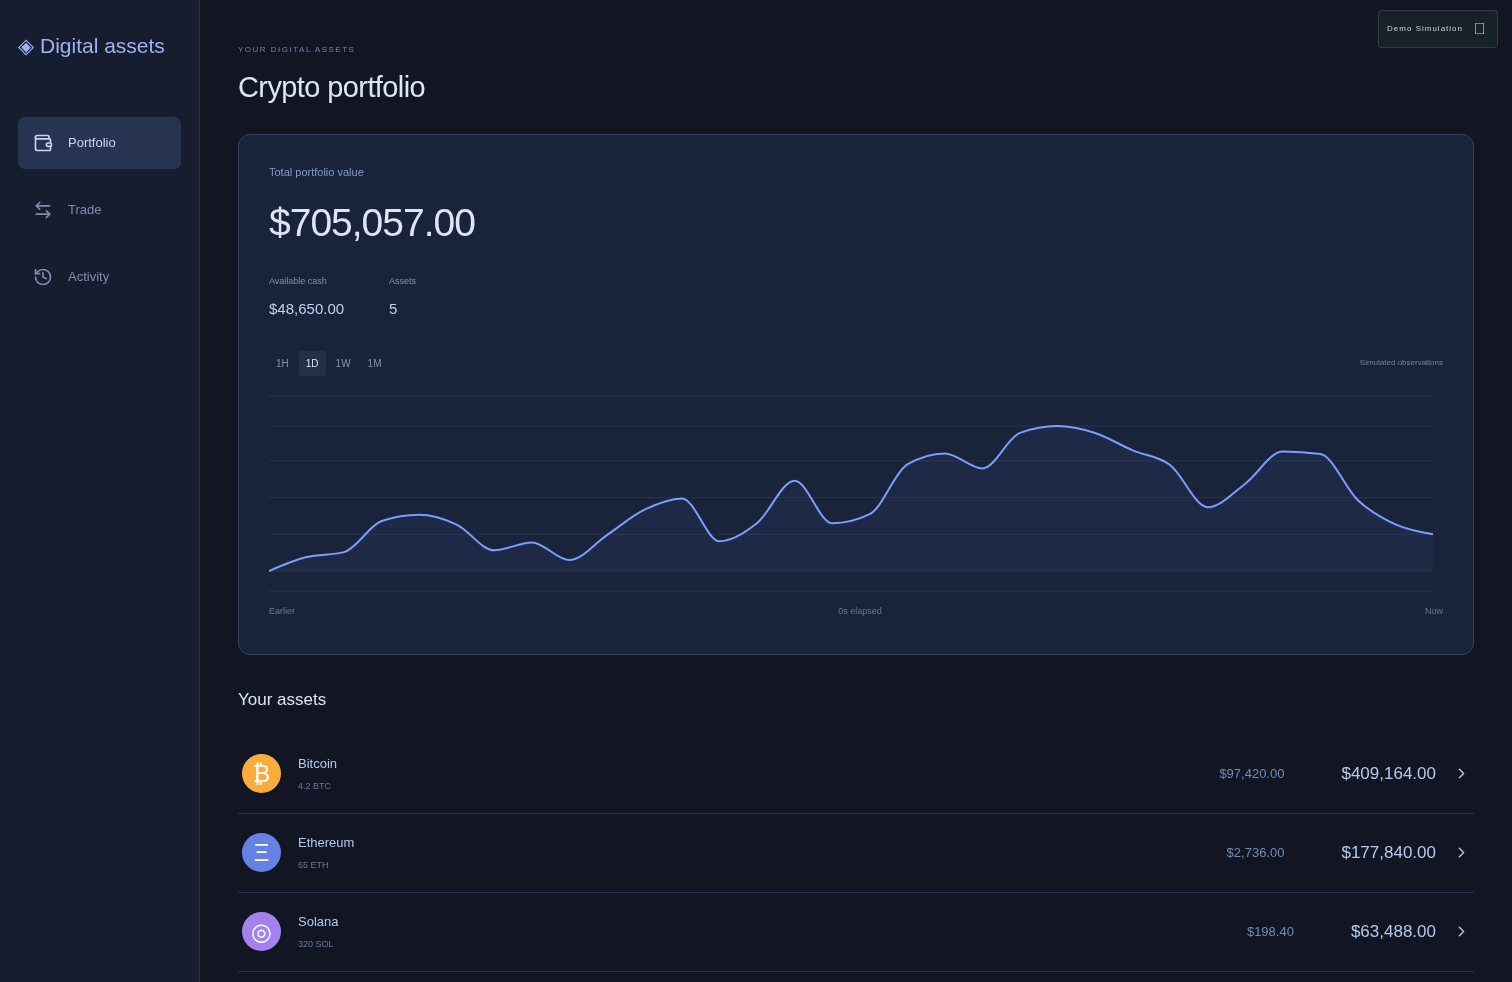 ◈ Digital assets
Portfolio
Trade
Activity
Demo Simulation
YOUR DIGITAL ASSETS
Crypto portfolio
Total portfolio value
$705,057.00
Available cash Assets
$48,650.00 5
1H 1D 1W 1M Simulated observations
Earlier 0s elapsed Now
Your assets
Bitcoin
4.2 BTC
$97,420.00 $409,164.00
Ethereum
65 ETH
$2,736.00 $177,840.00
Solana
320 SOL
$198.40 $63,488.00